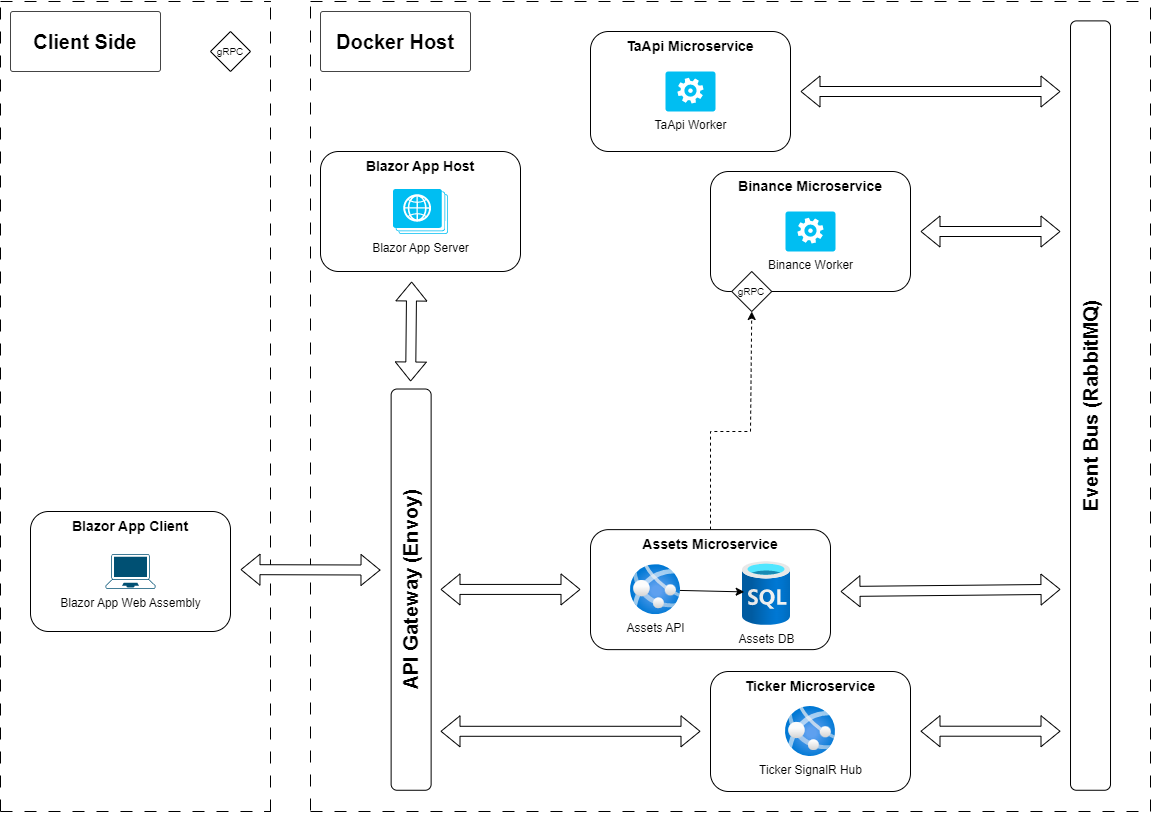 Client Side
gRPC
Docker Host
TaApi Microservice
TaApi Worker
Blazor App Host
Blazor App Server
Binance Microservice
Binance Worker
gRPC
Event Bus (RabbitMQ)
API Gateway (Envoy)
Blazor App Client
Blazor App Web Assembly
Assets Microservice
SQL
Assets API
Assets DB
Ticker Microservice
Ticker SignalR Hub